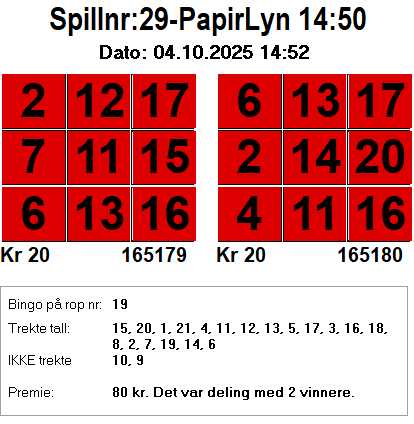 Spillnr:29-PapirLyn 14:50
Dato: 04.10.2025 14:52
2 12 17 6 13 17
7 11 15 2 14 20
6 13 16 4 11 16
Kr 20 165179 Kr 20 165180
Bingo på rop nr: 19
Trekte tall: 15, 20, 1, 21, 4, 11, 12, 13, 5, 17, 3, 16, 18,
8, 2, 7, 19, 14, 6
IKKE trekte 10, 9
Premie: 80 kr. Det var deling med 2 vinnere.